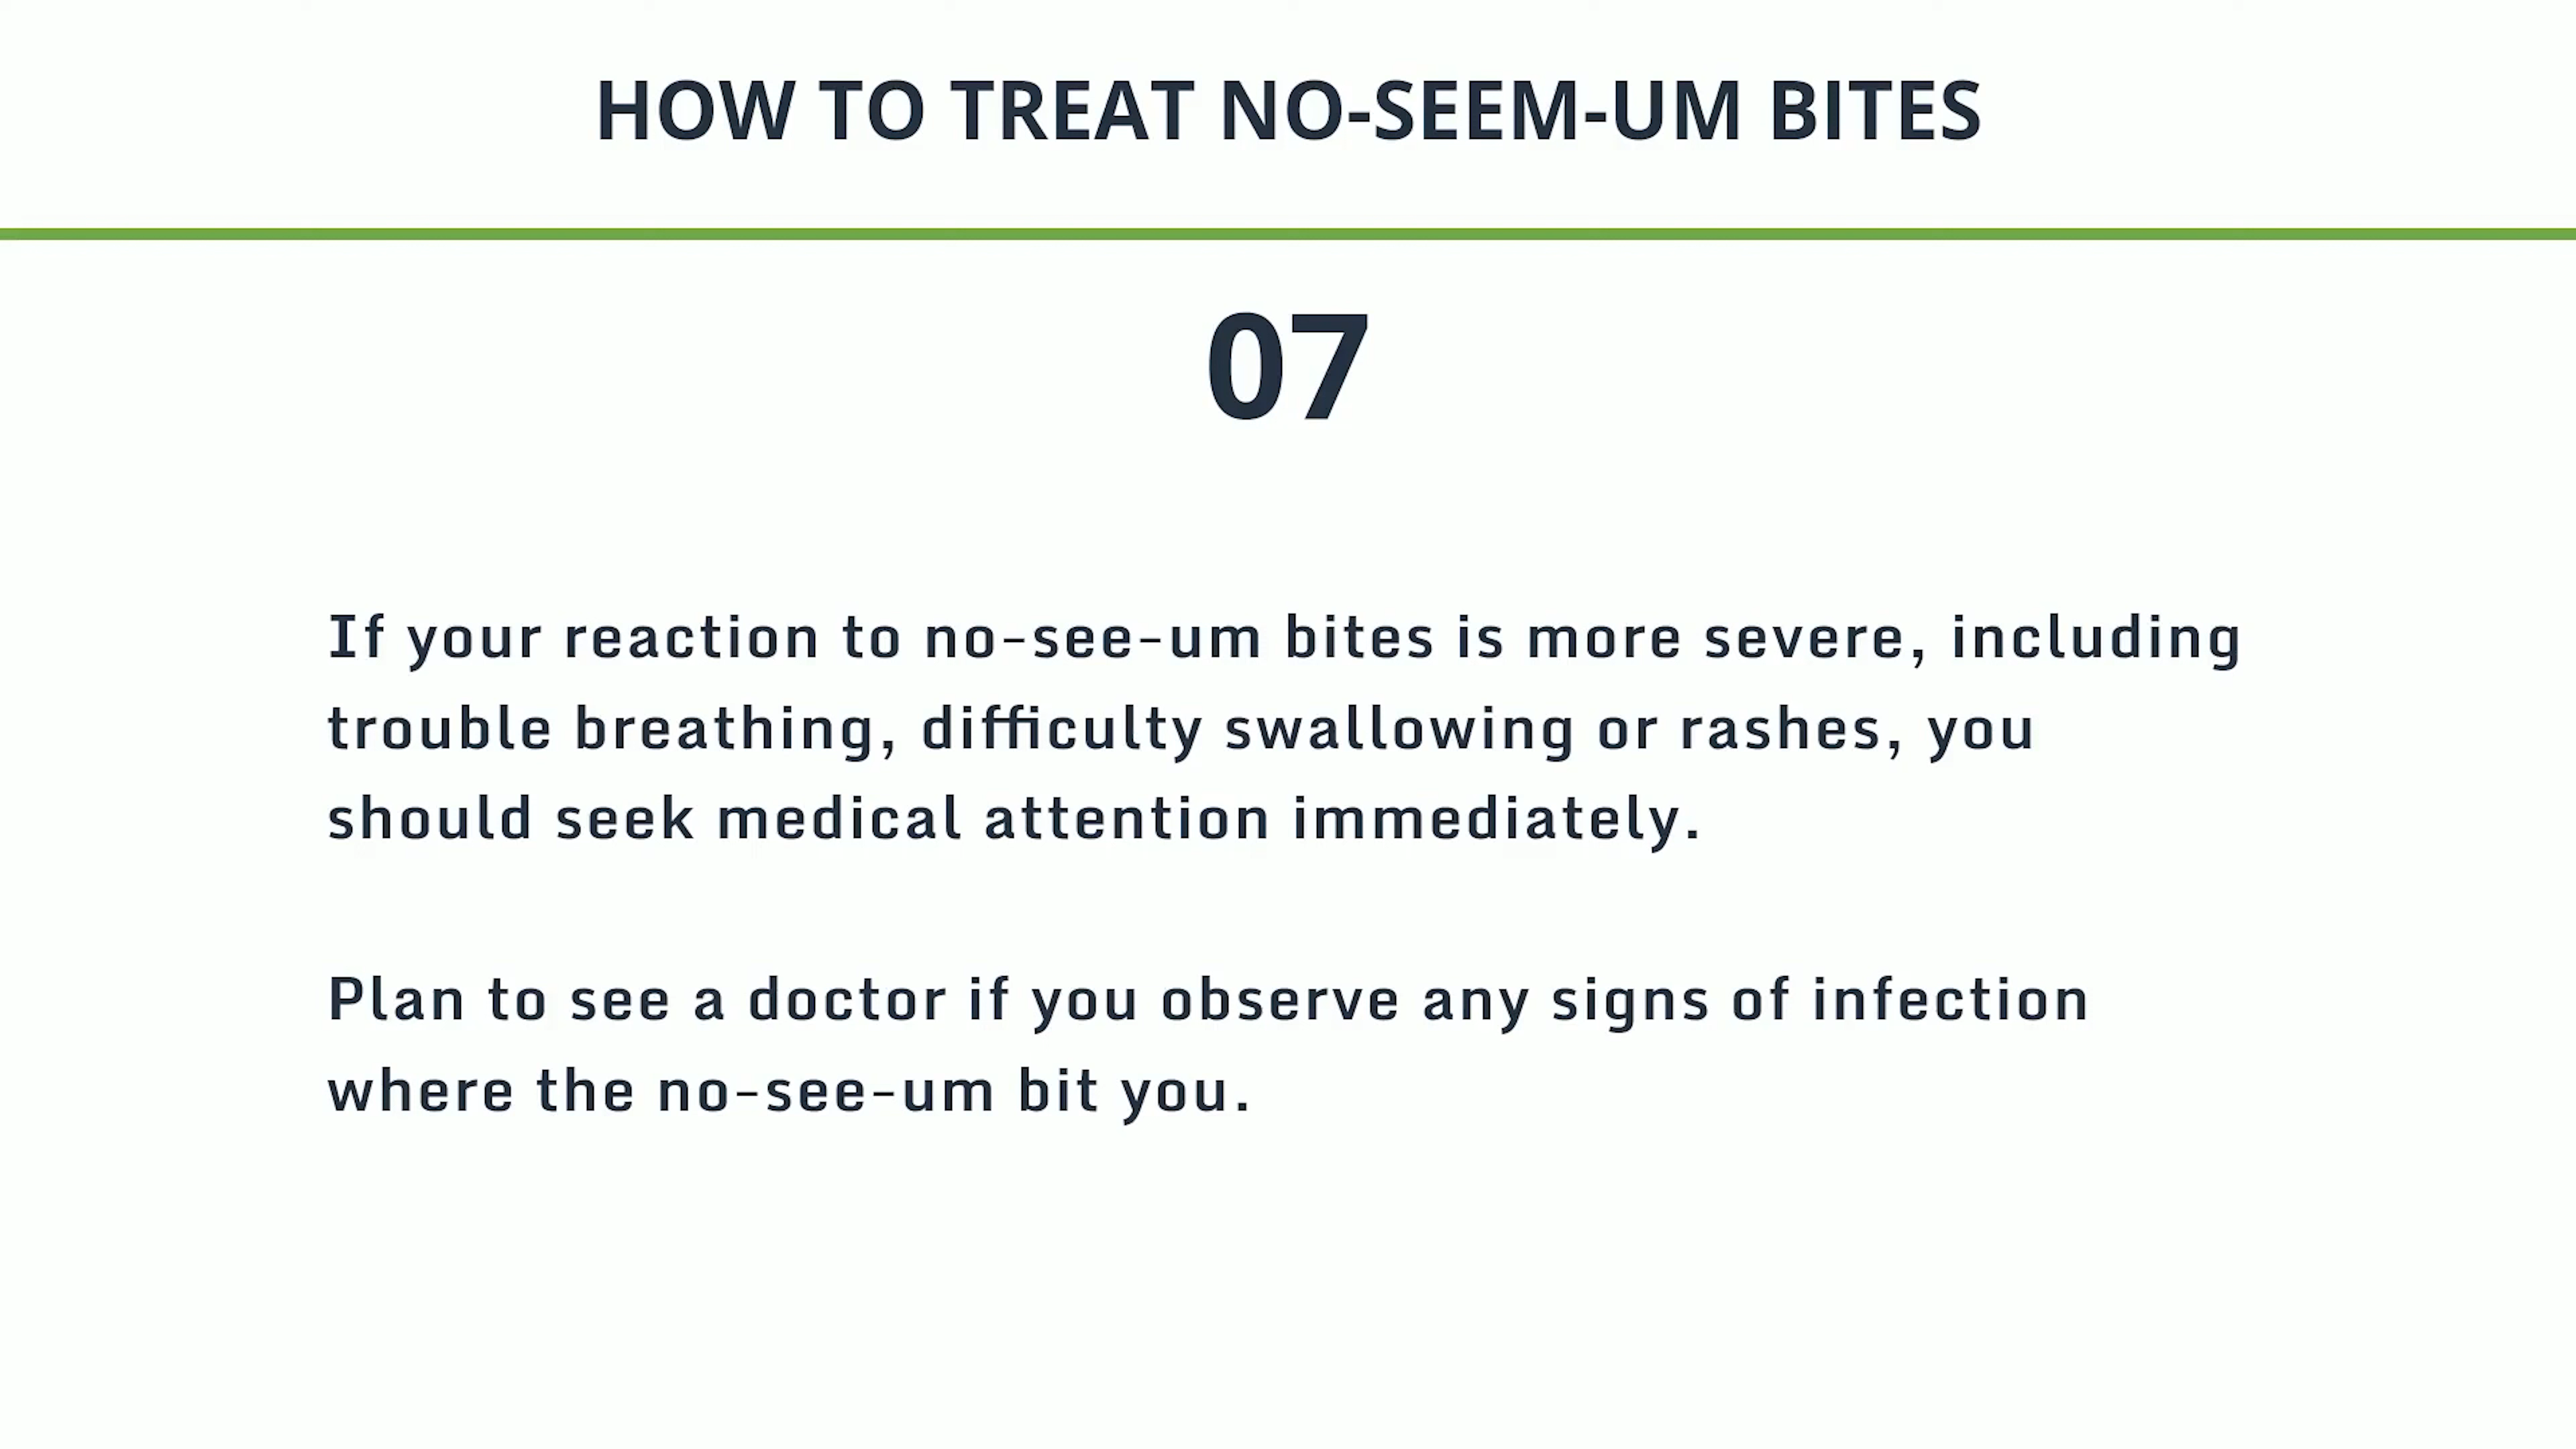 HOW TO TREAT NO-SEEM-UM BITES
07
If your reaction to no-see-um bites is more severe, including
trouble breathing, difficulty swallowing or rashes, you
should seek medical attention immediately.
Plan to see a doctor if you observe any signs of infection
where the no-see-um bit you.